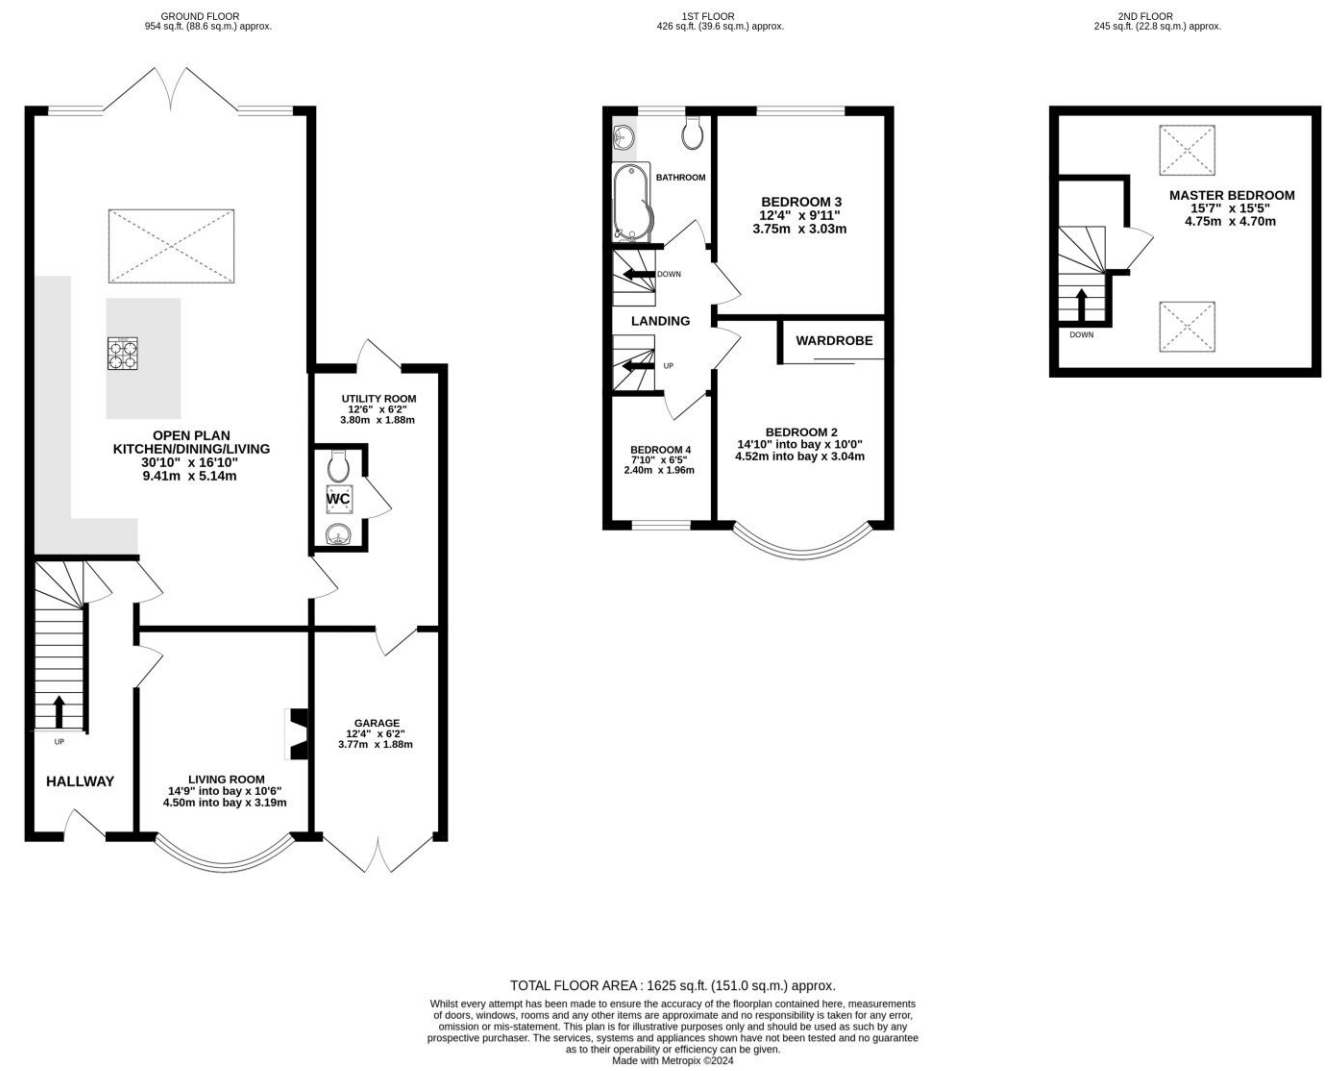 GROUND FLOOR
954 sq.ft. (88.6 sq.m.) approx.
1ST FLOOR
426 sq.ft. (39.6 sq.m.) approx.
2ND FLOOR
245 sq.ft. (22.8 sq.m.) approx.
OPEN PLAN
KITCHEN/DINING/LIVING
30'10" x 16'10"
9.41m x 5.14m
UTILITY ROOM
12'6" x 6'2"
3.80m x 1.88m
WC
UP
HALLWAY
LIVING ROOM
14'9" into bay x 10'6"
4.50m into bay x 3.19m
GARAGE
12'4" x 6'2"
3.77m x 1.88m
BATHROOM
BEDROOM 3
12'4" x 9'11"
3.75m x 3.03m
DOWN
LANDING
UP
WARDROBE
BEDROOM 2
14'10" into bay x 10'0"
4.52m into bay x 3.04m
BEDROOM 4
7'10" x 6'5"
2.40m x 1.96m
MASTER BEDROOM
15'7" x 15'5"
4.75m x 4.70m
DOWN
TOTAL FLOOR AREA : 1625 sq.ft. (151.0 sq.m.) approx.
Whilst every attempt has been made to ensure the accuracy of the floorplan contained here, measurements
of doors, windows, rooms and any other items are approximate and no responsibility is taken for any error,
omission or mis-statement. This plan is for illustrative purposes only and should be used as such by any
prospective purchaser. The services, systems and appliances shown have not been tested and no guarantee
as to their operability or efficiency can be given.
Made with Metropix ©2024